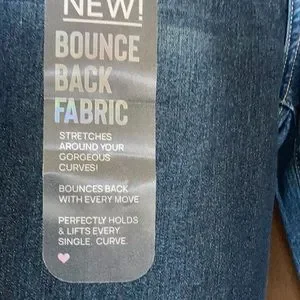 NEW!
BOUNCE
BACK
FABRIC
STRETCHES
AROUND YOUR
GORGEOUS
CURVES!
BOUNCES BACK
WITH EVERY MOVE
PERFECTLY HOLDS
& LIFTS EVERY
SINGLE. CURVE.